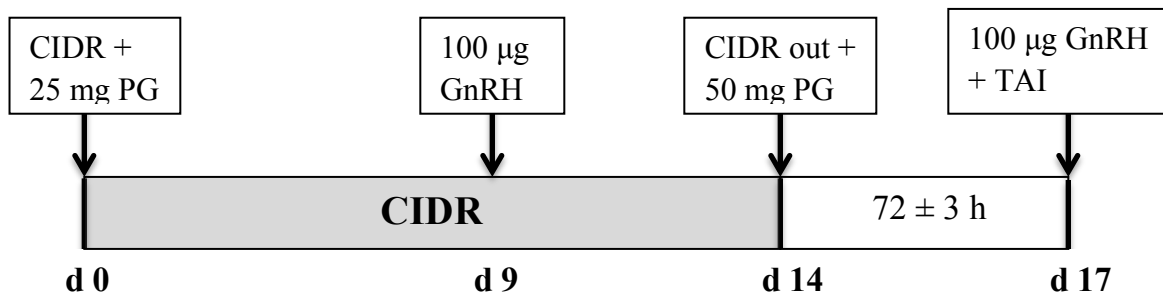 CIDR +
25 mg PG
100 μg
GnRH
CIDR out +
50 mg PG
100 μg GnRH
+ TAI
CIDR
72 ± 3 h
d 0
d 9
d 14
d 17